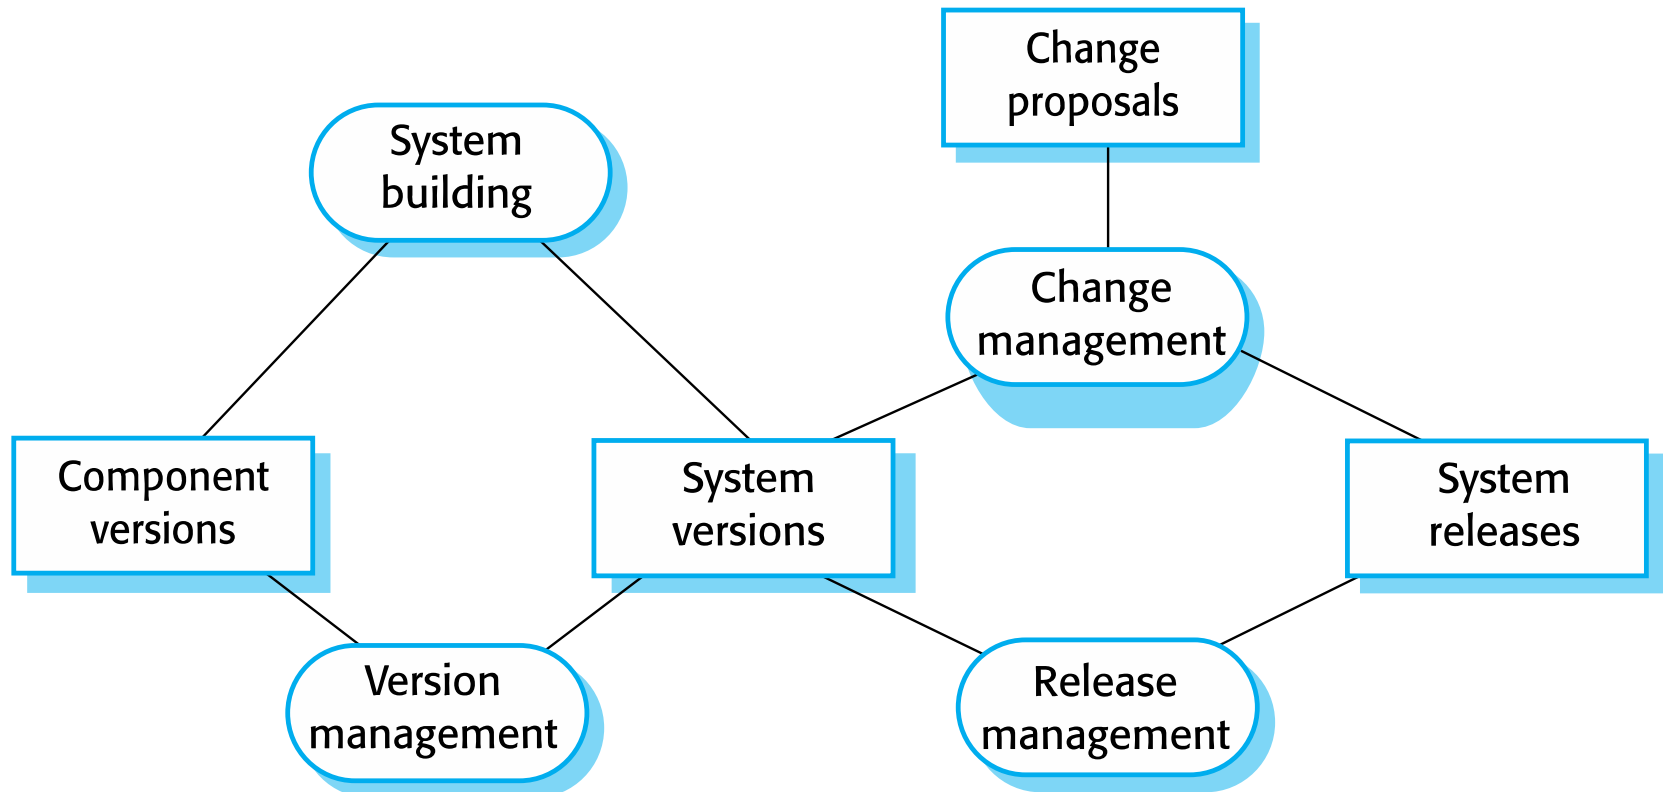 Change
proposals
System
building
Change
management
Component
versions
System
versions
System
releases
Version
management
Release
management